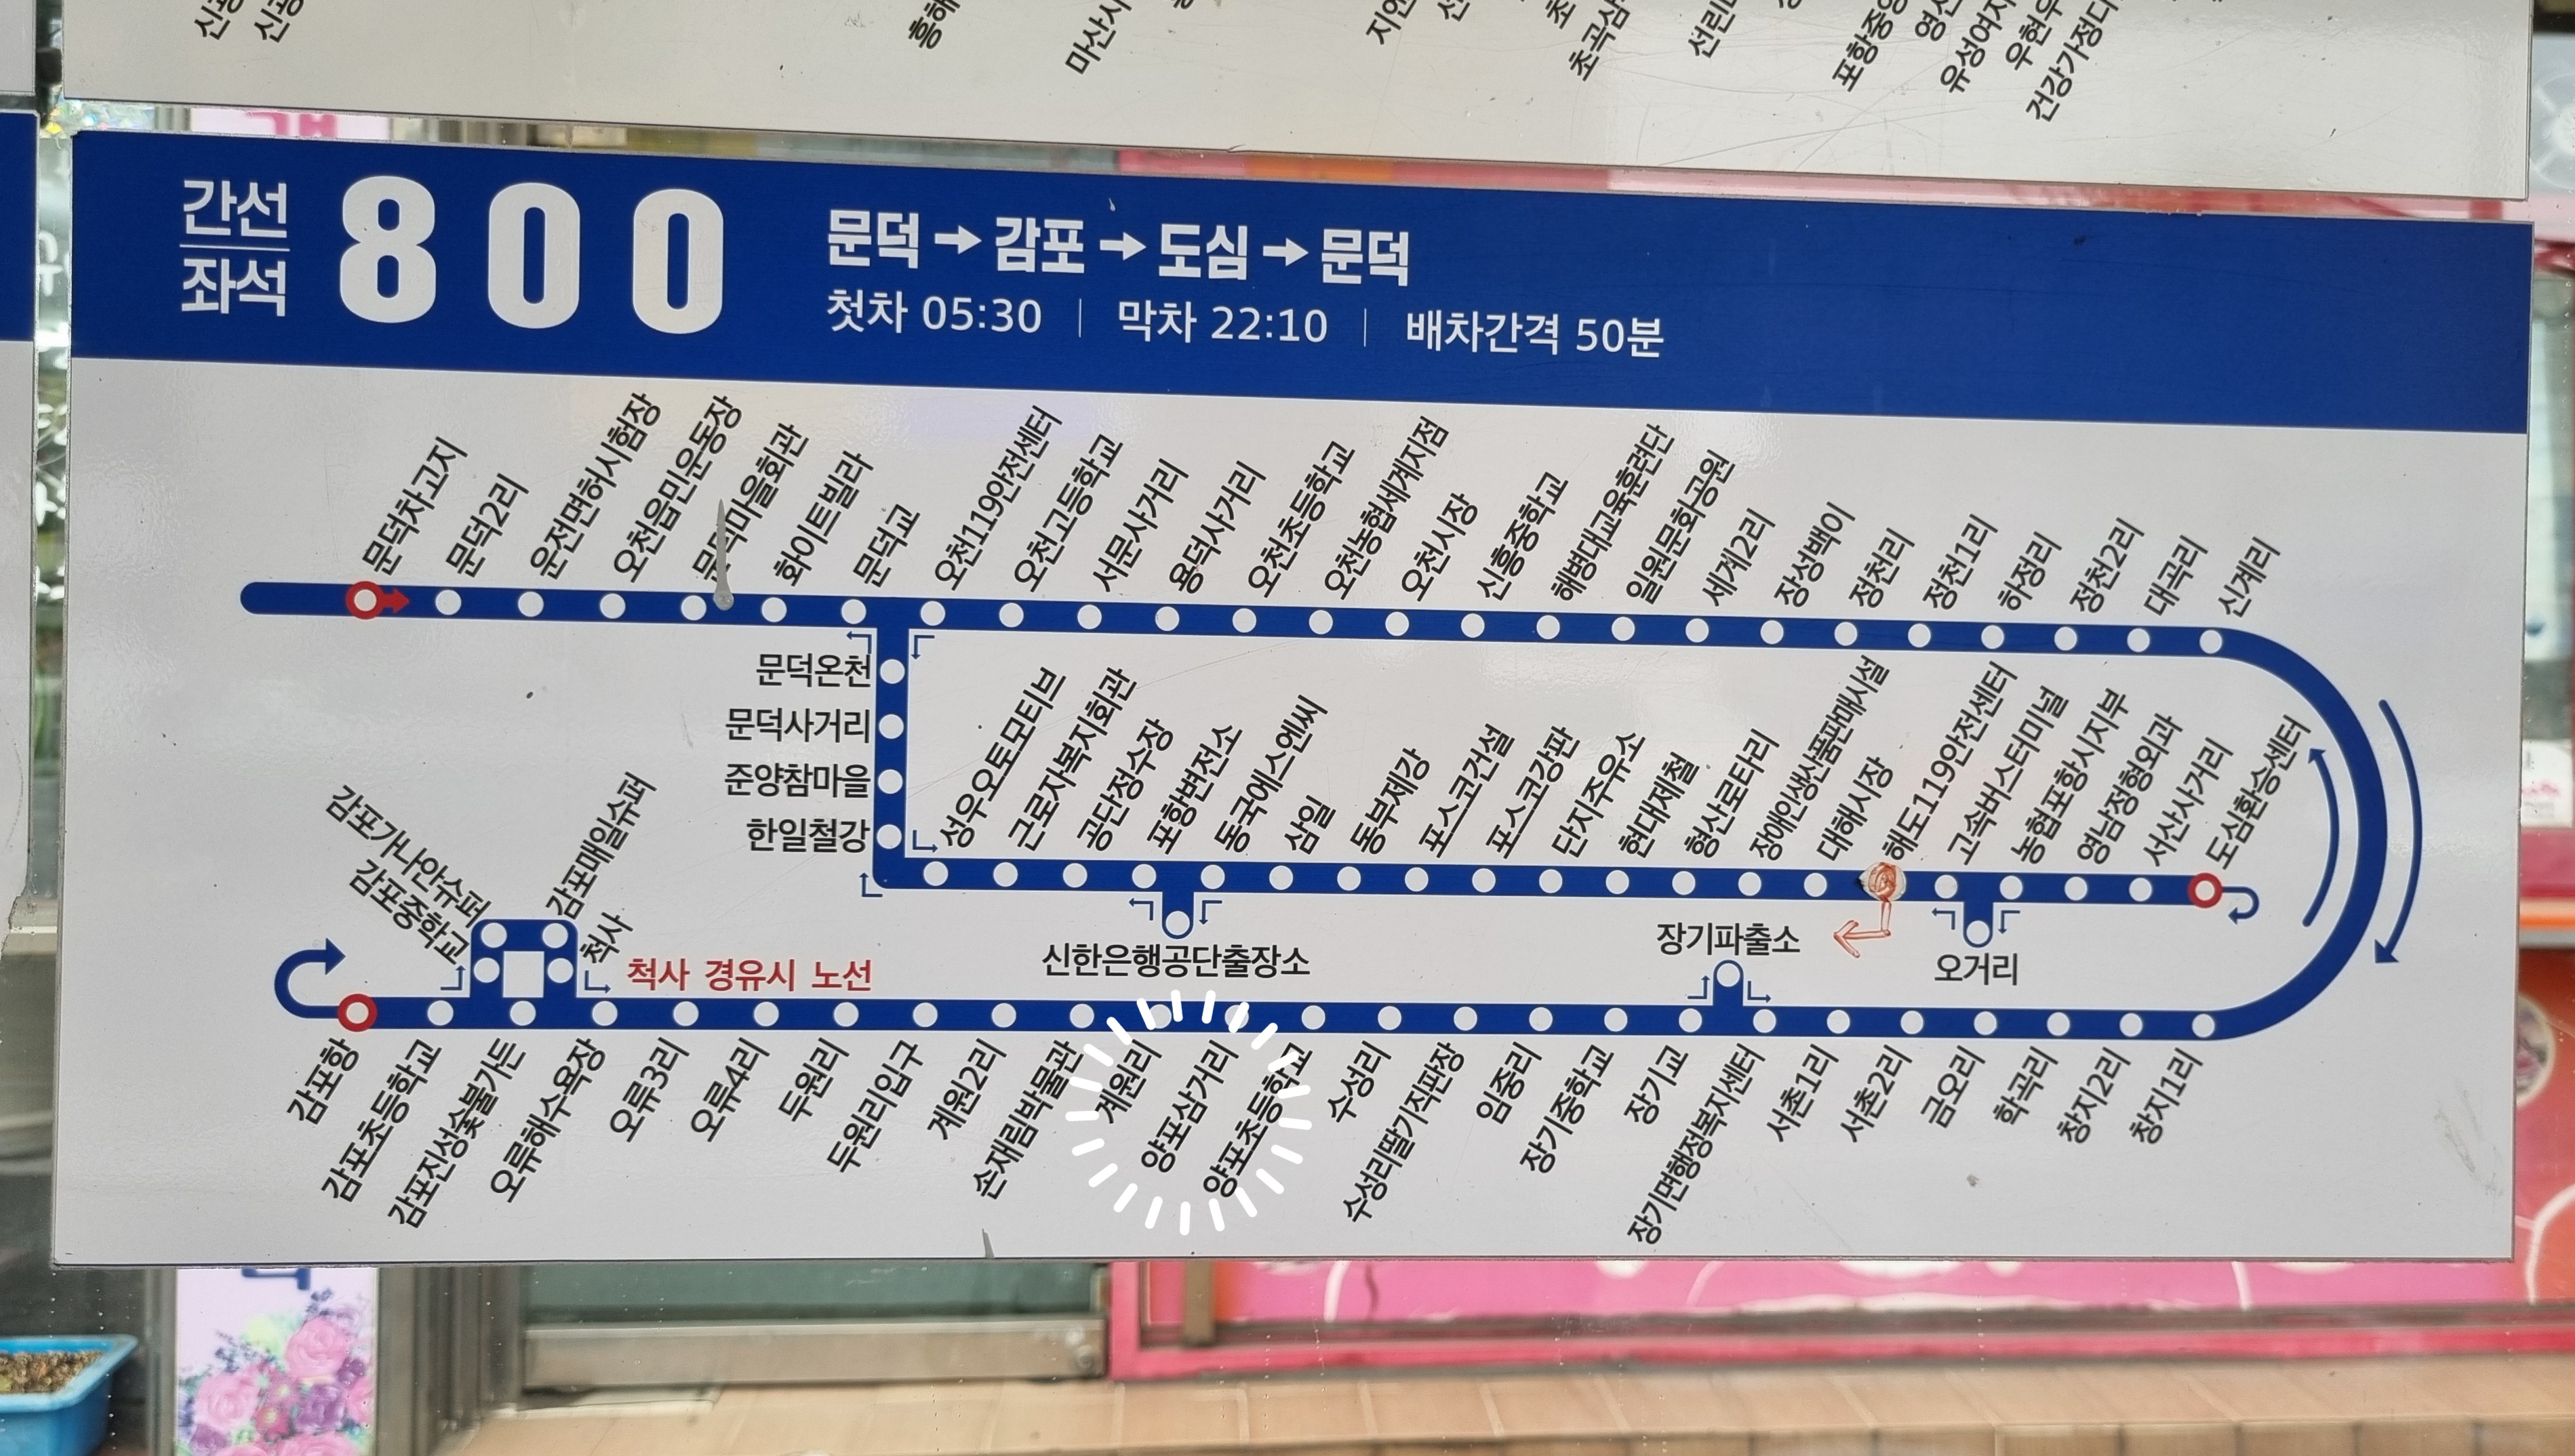 간선
좌석
800
문덕 → 감포 → 도심 → 문덕
첫차 05:30 | 막차 22:10 | 배차간격 50분
문덕차고지
문덕2리
운전면허시험장
오천읍민운동장
문덕마을회관
화이트빌라
문덕교
오천119안전센터
오천고등학교
서문사거리
용덕사거리
오천초등학교
오천농협세계지점
오천시장
신흥중학교
해병대교육훈련단
일원문화공원
세계2리
장성백이
정천리
정천1리
하정리
정천2리
대곡리
신계리
문덕온천
문덕사거리
준양참마을
한일철강
성우오토모티브
근로자복지회관
공단정수장
포항변전소
동국에스엔씨
삼일
동부제강
포스코건설
포스코강판
단지주유소
현대제철
형산로타리
장애인생산품판매시설
대해시장
해도119안전센터
고속버스터미널
농협포항시지부
영남정형외과
서산사거리
도심환승센터
신한은행공단출장소
장기파출소
오거리
감포가나안슈퍼
감포중학교
감포매일슈퍼
척사
척사 경유시 노선
감포항
감포초등학교
감포진성숯불가든
오류해수욕장
오류3리
오류4리
두원리
두원리입구
계원2리
손재림박물관
계원리
양포삼거리
양포초등학교
수성리
수성리딸기직판장
임중리
장기중학교
장기교
장기면행정복지센터
서촌1리
서촌2리
금오리
학곡리
창지2리
창지1리